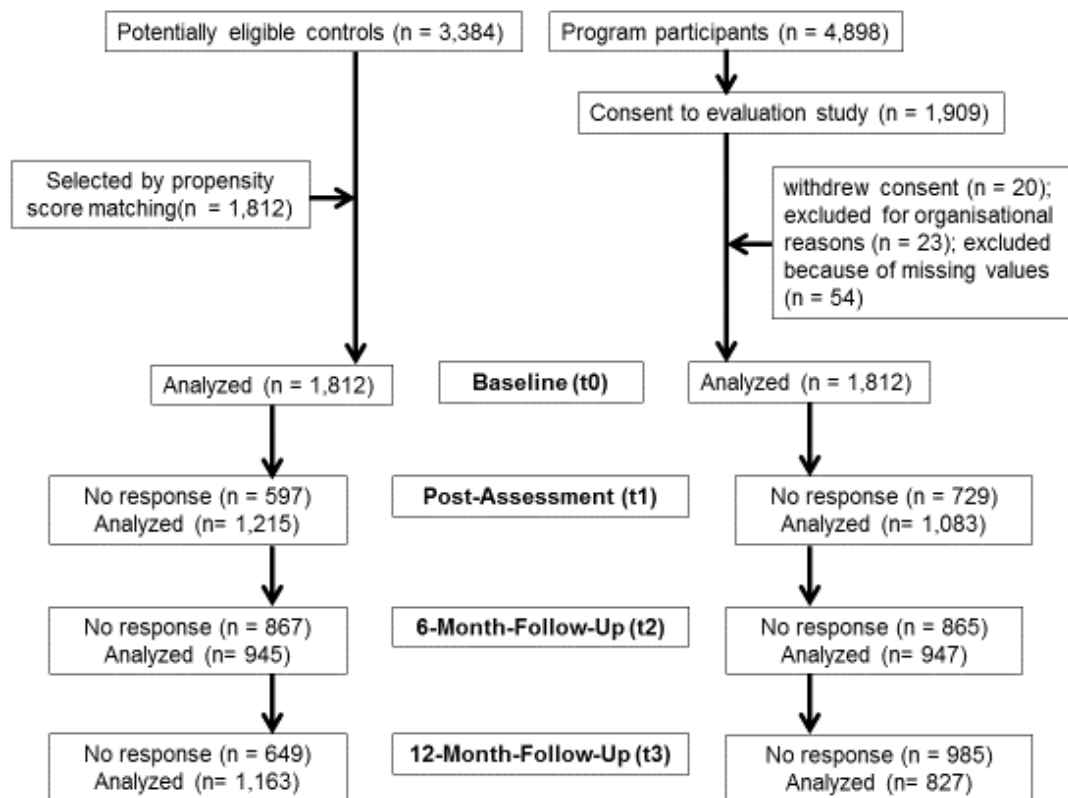 Potentially eligible controls (n = 3,384)
Program participants (n = 4,898)
Consent to evaluation study (n = 1,909)
Selected by propensity
score matching(n = 1,812)
withdrew consent (n = 20);
excluded for organisational
reasons (n = 23); excluded
because of missing values
(n = 54)
Analyzed (n = 1,812)
Baseline (t0)
Analyzed (n = 1,812)
No response (n = 597)
Analyzed (n= 1,215)
Post-Assessment (t1)
No response (n = 729)
Analyzed (n= 1,083)
No response (n = 867)
Analyzed (n= 945)
6-Month-Follow-Up (t2)
No response (n = 865)
Analyzed (n= 947)
No response (n = 649)
Analyzed (n= 1,163)
12-Month-Follow-Up (t3)
No response (n = 985)
Analyzed (n= 827)